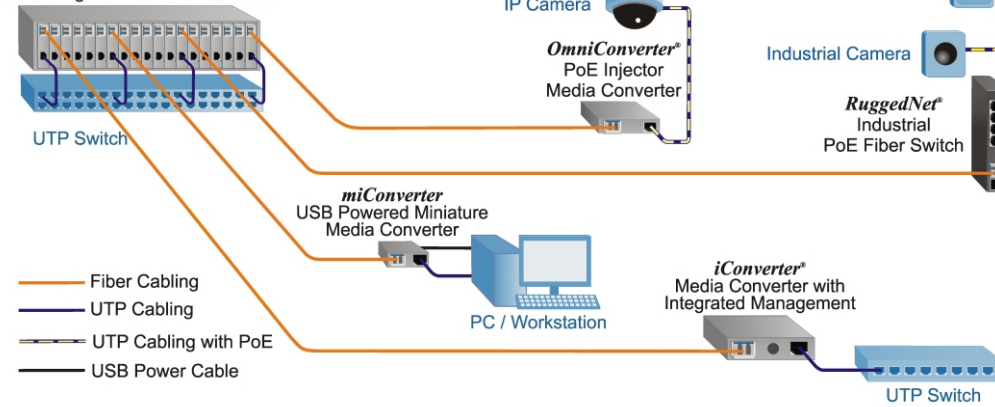 IP Camera
OmniConverter®
PoE Injector
Media Converter
Industrial Camera
RuggedNet®
Industrial
PoE Fiber Switch
UTP Switch
miConverter
USB Powered Miniature
Media Converter
PC / Workstation
iConverter®
Media Converter with
Integrated Management
UTP Switch
Fiber Cabling
UTP Cabling
UTP Cabling with PoE
USB Power Cable